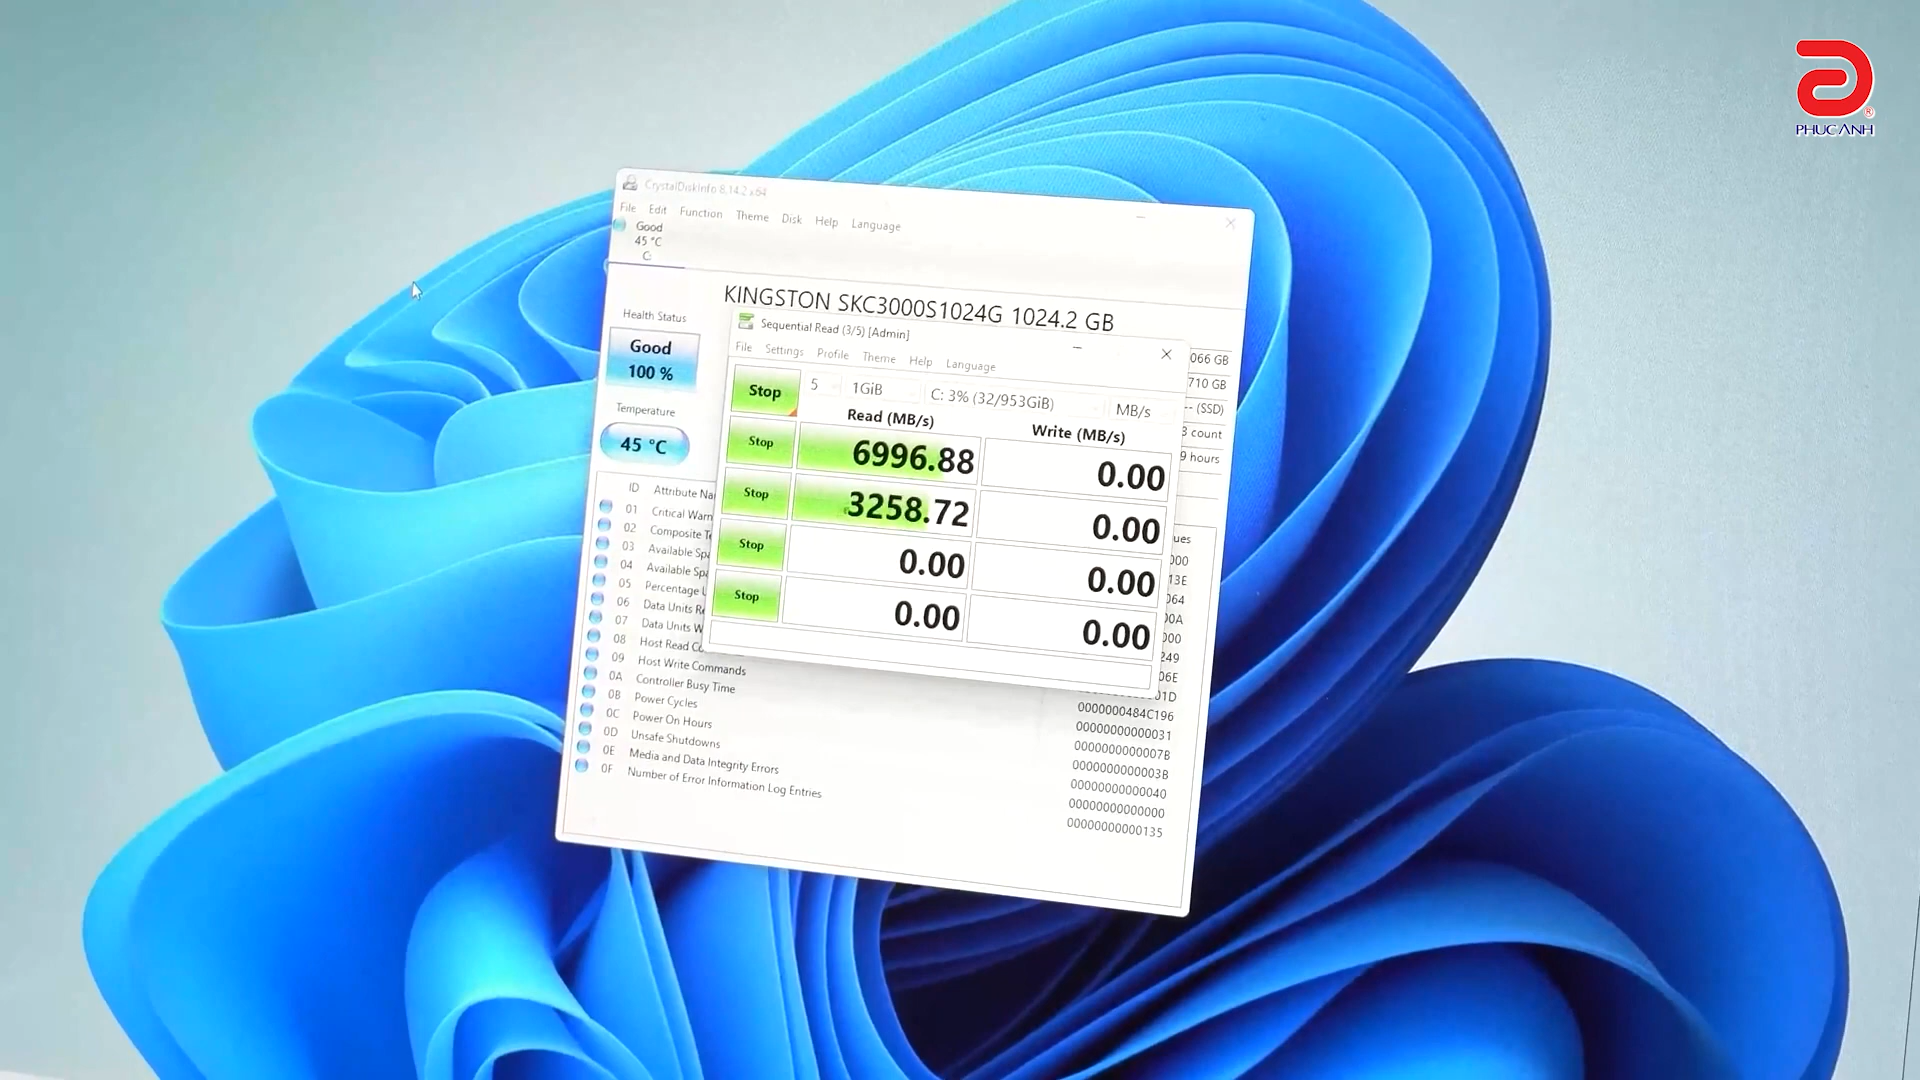 PHUCANH
CrystalDiskInfo 8.14.2 x64
File Edit Function Theme Disk Help Language
Good
45 °C
C:
KINGSTON SKC3000S1024G 1024.2 GB
Health Status
Good
100 %
Temperature
45 °C
Sequential Read (3/5) [Admin]
File Settings Profile Theme Help Language
Stop 5 1GiB C: 3% (32/953GiB) MB/s
Read (MB/s) Write (MB/s)
Stop 6996.88 0.00
Stop 3258.72 0.00
Stop 0.00 0.00
Stop 0.00 0.00
066 GB
710 GB
-- (SSD)
count
9 hours
ID Attribute Na
01 Critical Warn
02 Composite T
03 Available Spa
04 Available Spa
05 Percentage U
06 Data Units Re
07 Data Units W
08 Host Read Co
09 Host Write Commands 0000000484C196
0A Controller Busy Time 00000000000031
0B Power Cycles 0000000000007B
0C Power On Hours 0000000000003B
0D Unsafe Shutdowns 00000000000040
0E Media and Data Integrity Errors 00000000000000
0F Number of Error Information Log Entries 00000000000135